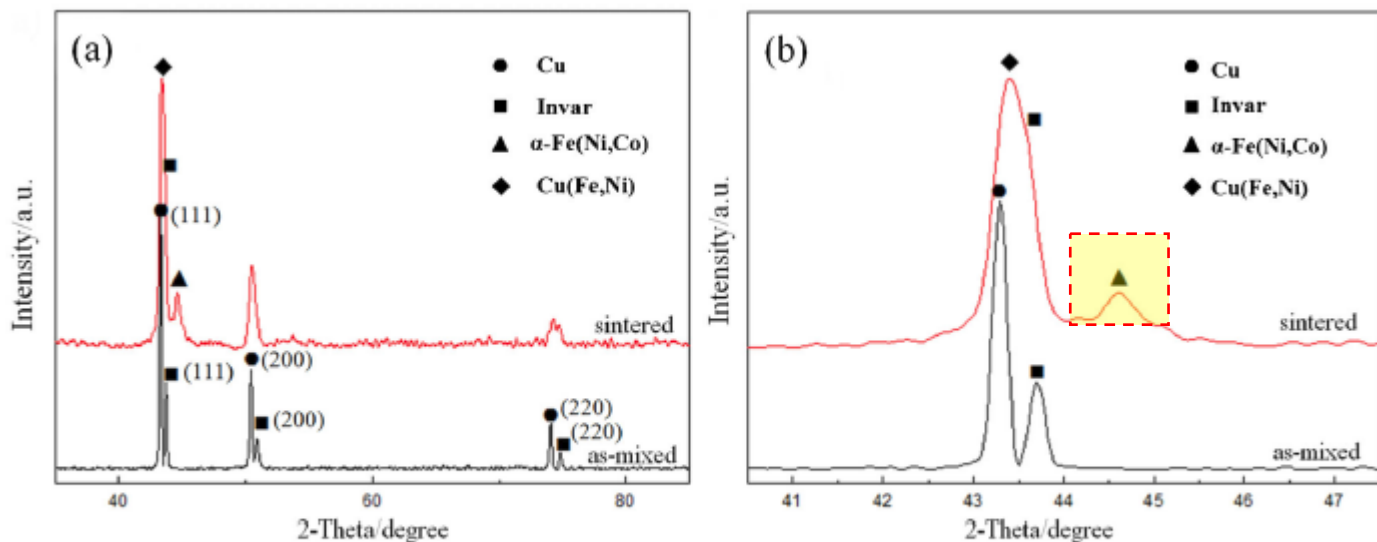 (a)
Cu
Invar
α-Fe(Ni,Co)
Cu(Fe,Ni)
(111)
sintered
(111)
(200)
(200)
(220)
(220)
as-mixed
Intensity/a.u.
40
60
80
2-Theta/degree
(b)
Cu
Invar
α-Fe(Ni,Co)
Cu(Fe,Ni)
sintered
as-mixed
Intensity/a.u.
41
42
43
44
45
46
47
2-Theta/degree